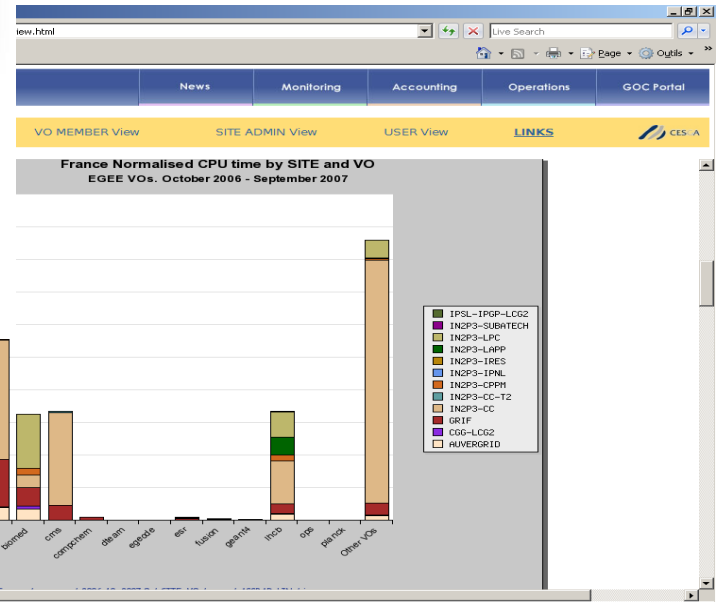 iew.html
Live Search
Page
Outils
News
Monitoring
Accounting
Operations
GOC Portal
VO MEMBER View
SITE ADMIN View
USER View
LINKS
CESCA
France Normalised CPU time by SITE and VO
EGEE VOs. October 2006 - September 2007
IPSL-IPGP-LCG2
IN2P3-SUBATECH
IN2P3-LPC
IN2P3-LAPP
IN2P3-IRES
IN2P3-IPNL
IN2P3-CPPM
IN2P3-CC-T2
IN2P3-CC
GRIF
CGG-LCG2
AUVERGRID
biomed
cms
compchem
dteam
egeode
esr
fusion
geant4
lhcb
ops
planck
Other VOs